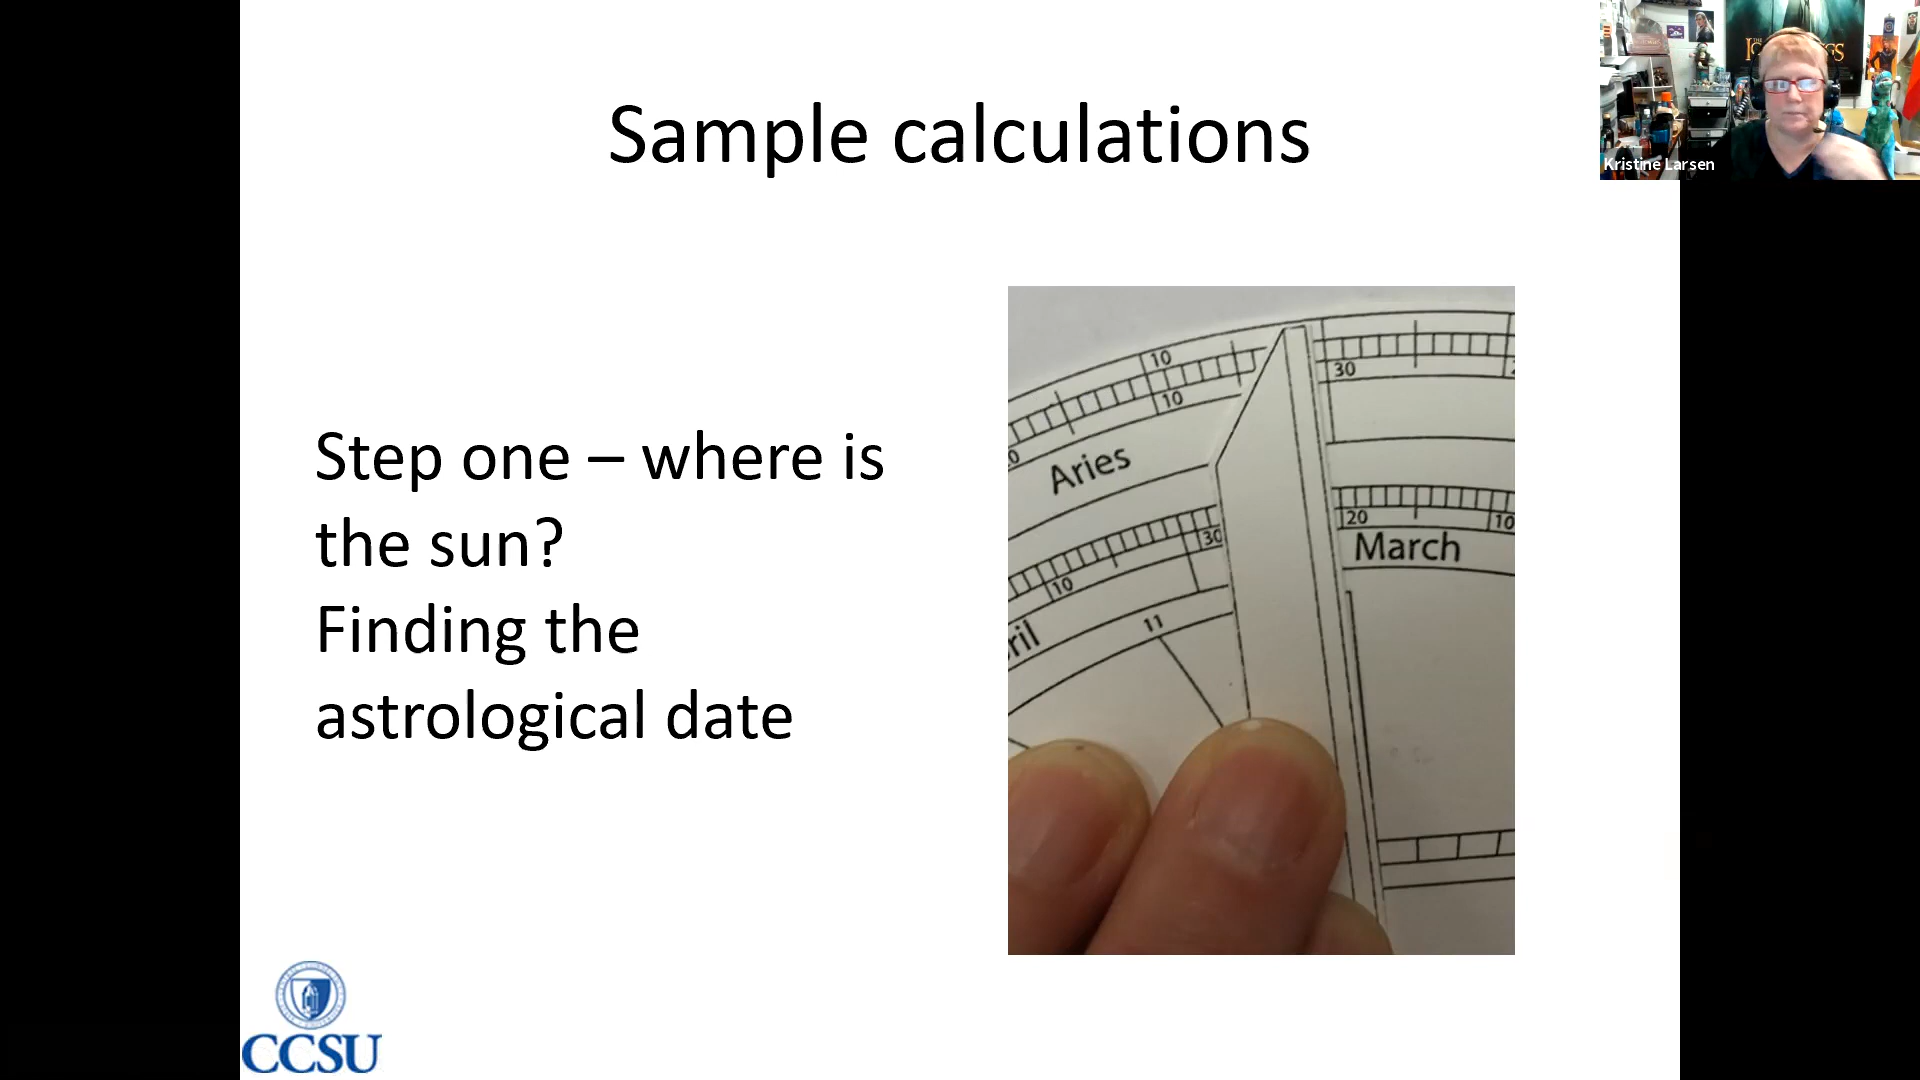 Sample calculations
Kristine Larsen
Step one – where is
the sun?
Finding the
astrological date
10
10
30
Aries
20
10
March
30
10
11
CCSU